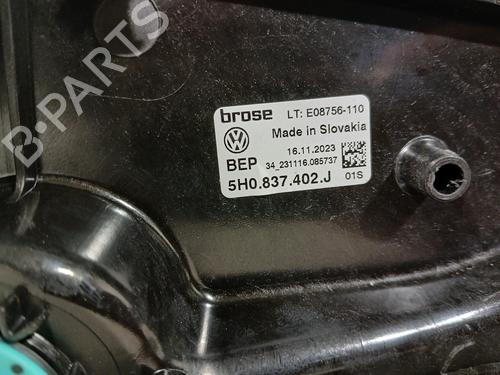 B-PARTS
brose LT: E08756-110
Made in Slovakia
16.11.2023
BEP 34_231116.085737
5H0.837.402.J 01S